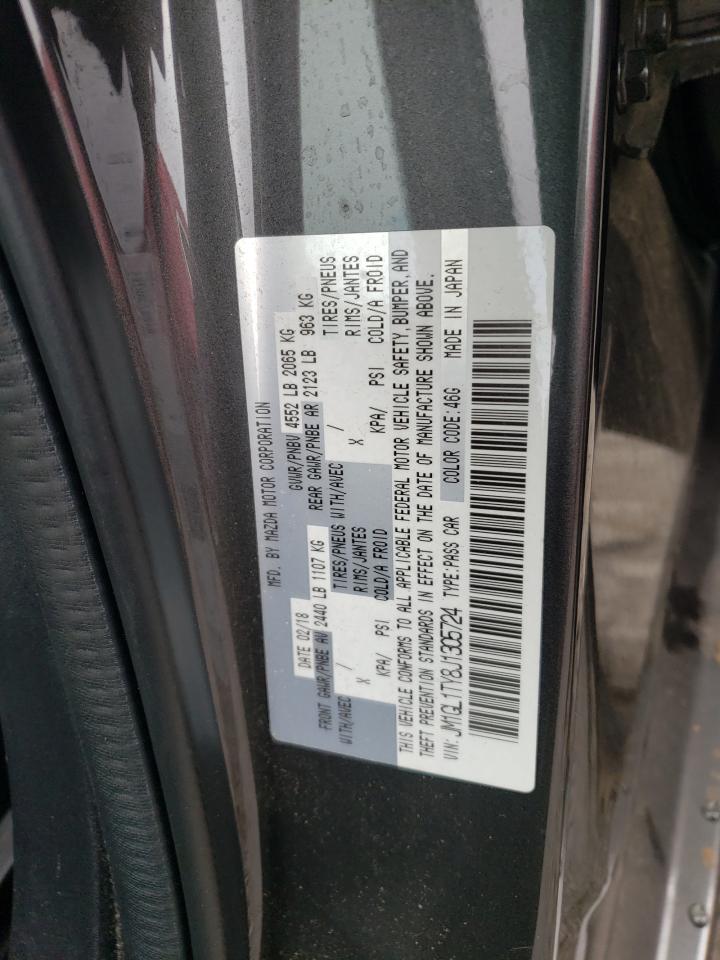 MFD. BY MAZDA MOTOR CORPORATION
DATE 02/18 GVWR/PNBV 4552 LB 2065 KG
FRONT GAWR/PNBE AV 2440 LB 1107 KG REAR GAWR/PNBE AR 2123 LB 963 KG
WITH/AVEC / TIRES/PNEUS WITH/AVEC / TIRES/PNEUS
X RIMS/JANTES X RIMS/JANTES
KPA/ PSI COLD/A FROID KPA/ PSI COLD/A FROID
THIS VEHICLE CONFORMS TO ALL APPLICABLE FEDERAL MOTOR VEHICLE SAFETY, BUMPER, AND
THEFT PREVENTION STANDARDS IN EFFECT ON THE DATE OF MANUFACTURE SHOWN ABOVE.
VIN: JM1GL1TY8J1305724 TYPE:PASS CAR COLOR CODE:46G MADE IN JAPAN